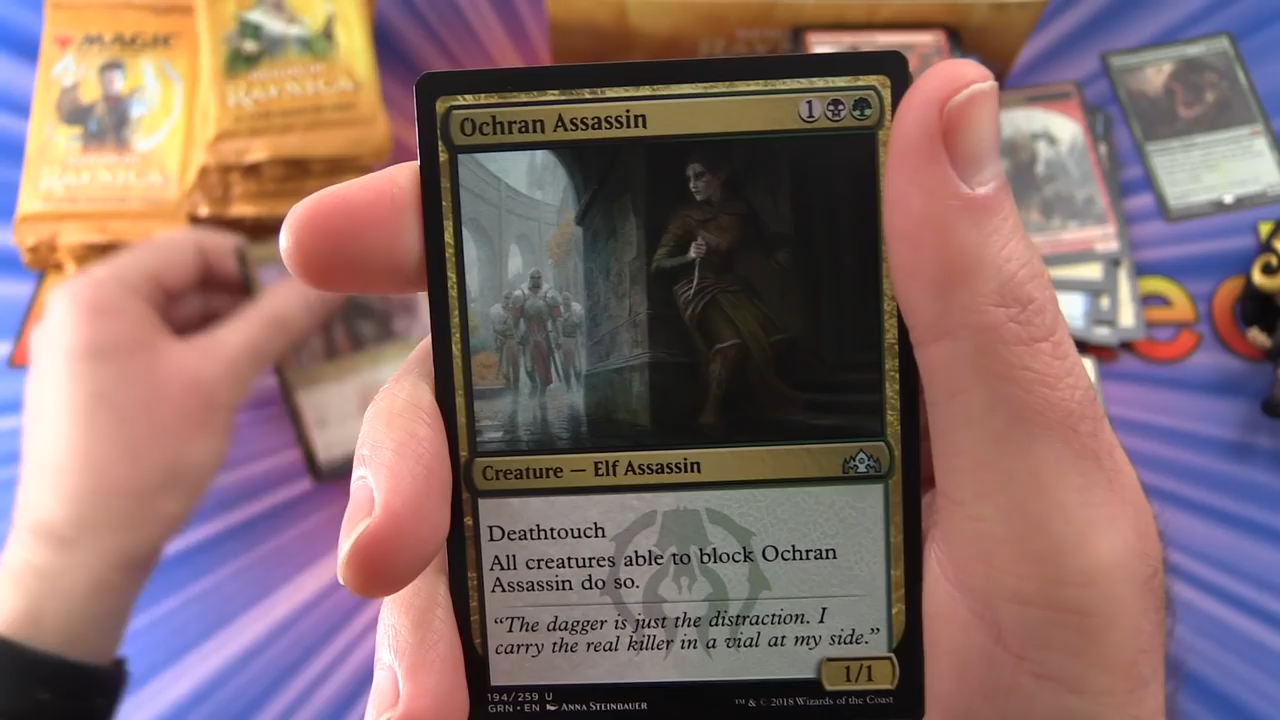 MAGIC
RAVNICA
RAVNICA
Ochran Assassin
1
Creature — Elf Assassin
Deathtouch
All creatures able to block Ochran
Assassin do so.
“The dagger is just the distraction. I
carry the real killer in a vial at my side.”
1/1
194/259 U
GRN • EN ANNA STEINBAUER
™ & © 2018 Wizards of the Coast